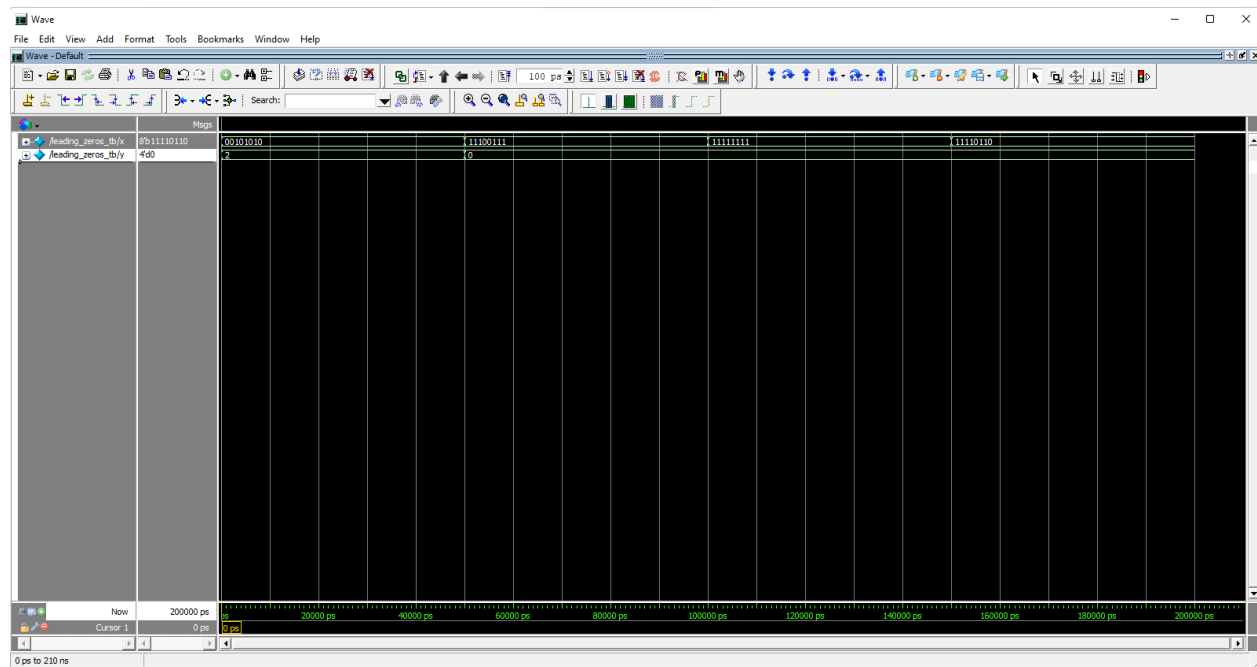 Wave
File Edit View Add Format Tools Bookmarks Window Help
Wave - Default
100 ps
Search:
Msgs
/leading_zeros_tb/x 8'b11110110 00101010 11100111 11111111 11110110
/leading_zeros_tb/y 4'd0 2 0
Now 200000 ps ps 20000 ps 40000 ps 60000 ps 80000 ps 100000 ps 120000 ps 140000 ps 160000 ps 180000 ps 200000 ps
Cursor 1 0 ps 0 ps
0 ps to 210 ns